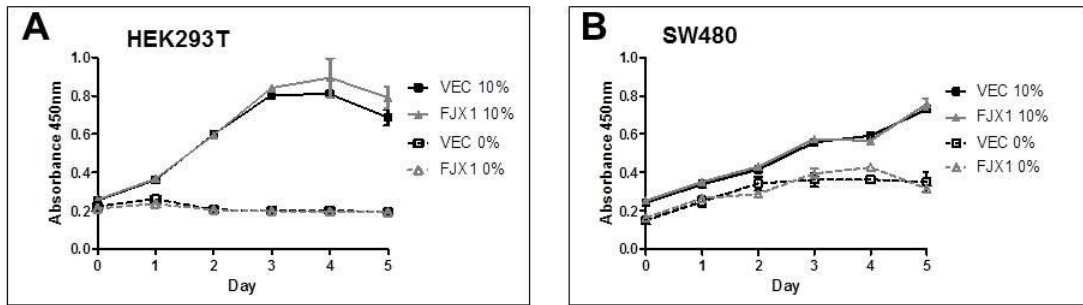 A
HEK293T
Absorbance 450nm
1.0
0.8
0.6
0.4
0.2
0.0
0 1 2 3 4 5
Day
VEC 10%
FJX1 10%
VEC 0%
FJX1 0%
B
SW480
Absorbance 450nm
1.0
0.8
0.6
0.4
0.2
0.0
0 1 2 3 4 5
Day
VEC 10%
FJX1 10%
VEC 0%
FJX1 0%